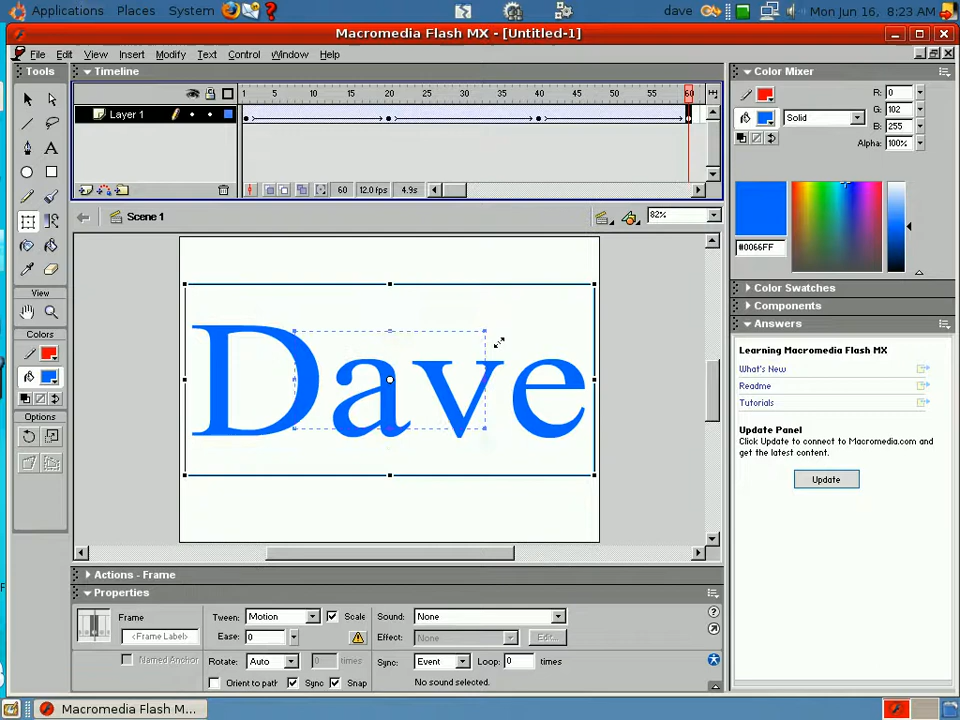 Applications Places System dave Mon Jun 16, 8:23 AM
Macromedia Flash MX - [Untitled-1]
File Edit View Insert Modify Text Control Window Help
Tools
Timeline
1 5 10 15 20 25 30 35 40 45 50 55 60
Layer 1
60 12.0 fps 4.9s
Scene 1
82%
View
Colors
Options
Dave
Color Mixer
R: 0
Solid
G: 102
B: 255
Alpha: 100%
#0066FF
Color Swatches
Components
Answers
Learning Macromedia Flash MX
What's New
Readme
Tutorials
Update Panel
Click Update to connect to Macromedia.com and
get the latest content.
Update
Actions - Frame
Properties
Frame
<Frame Label>
Named Anchor
Tween: Motion Scale
Ease: 0
Rotate: Auto 0 times
Orient to path Sync Snap
Sound: None
Effect: None Edit...
Sync: Event Loop: 0 times
No sound selected.
Macromedia Flash M...